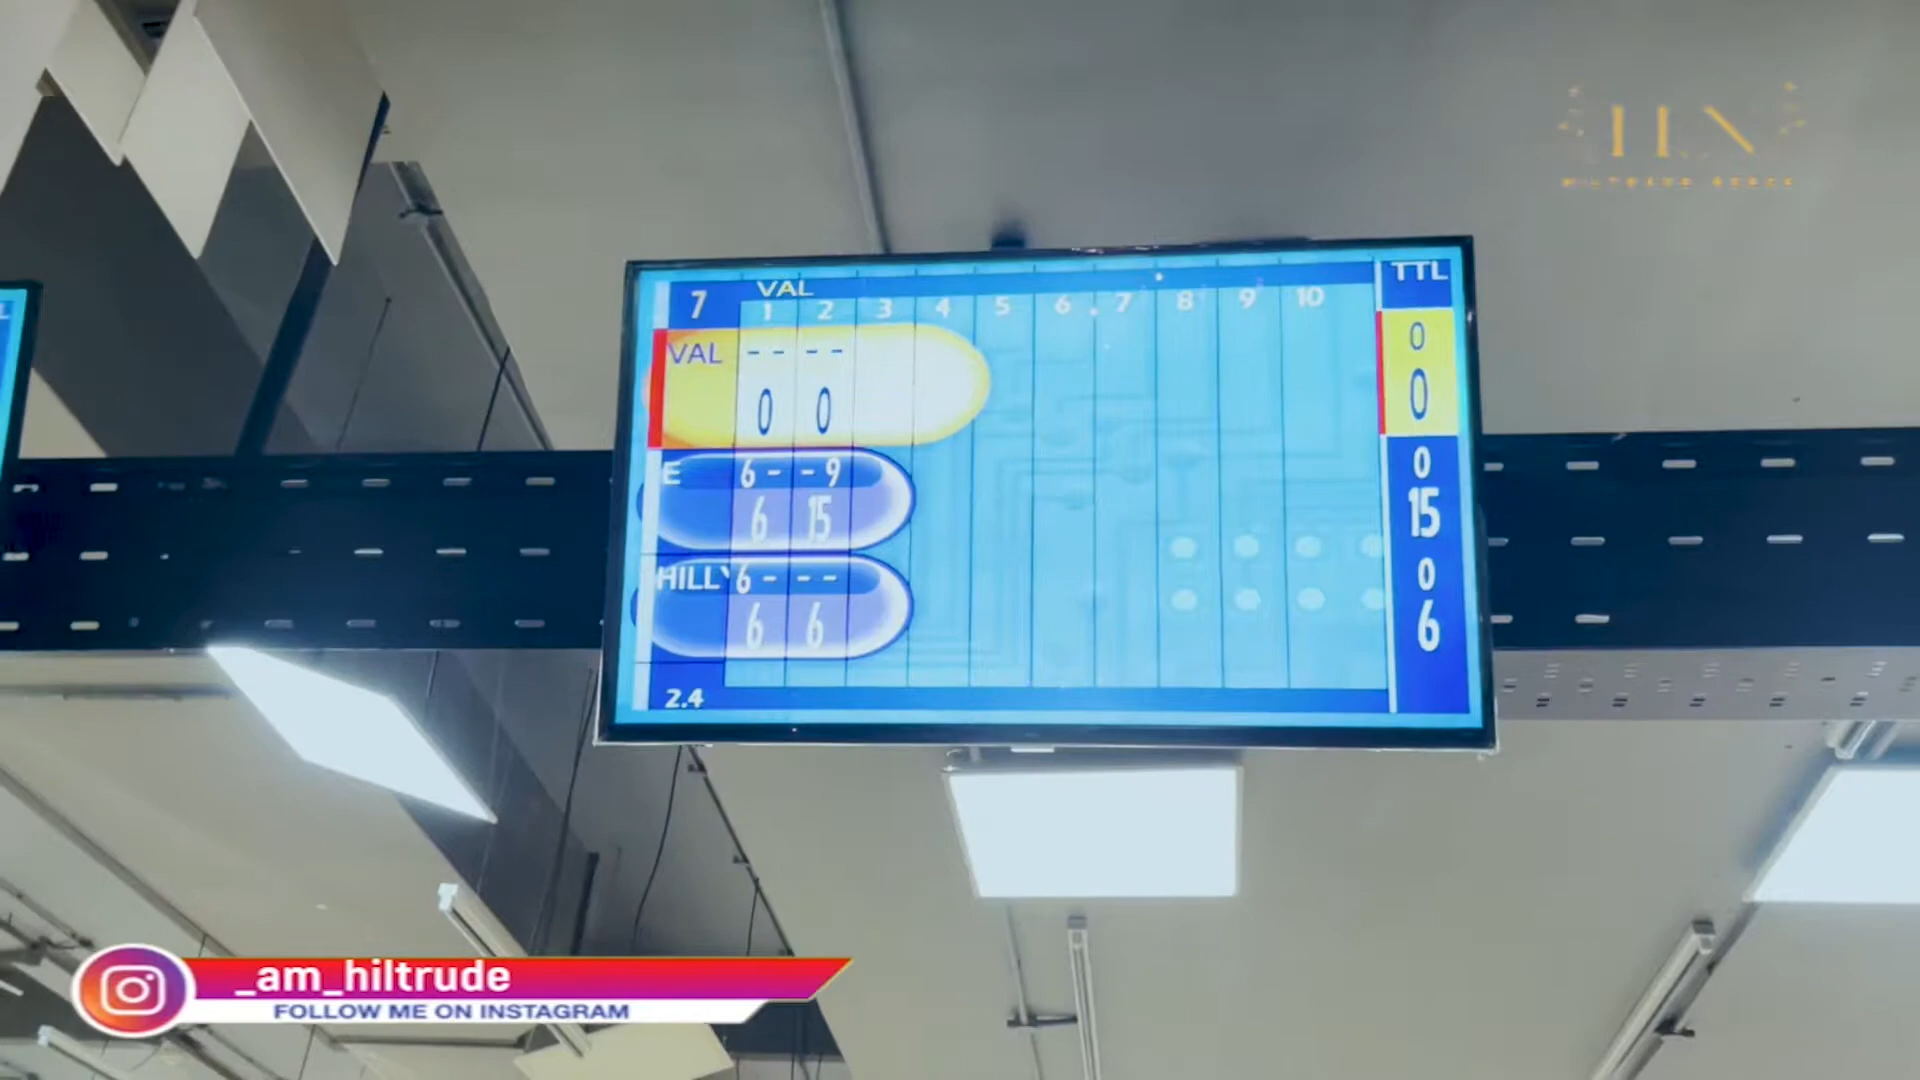 VAL
7 1 2 3 4 5 6 7 8 9 10 TTL
VAL - - - - 0
0 0 0
E 6 - - 9 0
6 15 15
HILLY 6 - - - 0
6 6 6
2.4
_am_hiltrude
FOLLOW ME ON INSTAGRAM